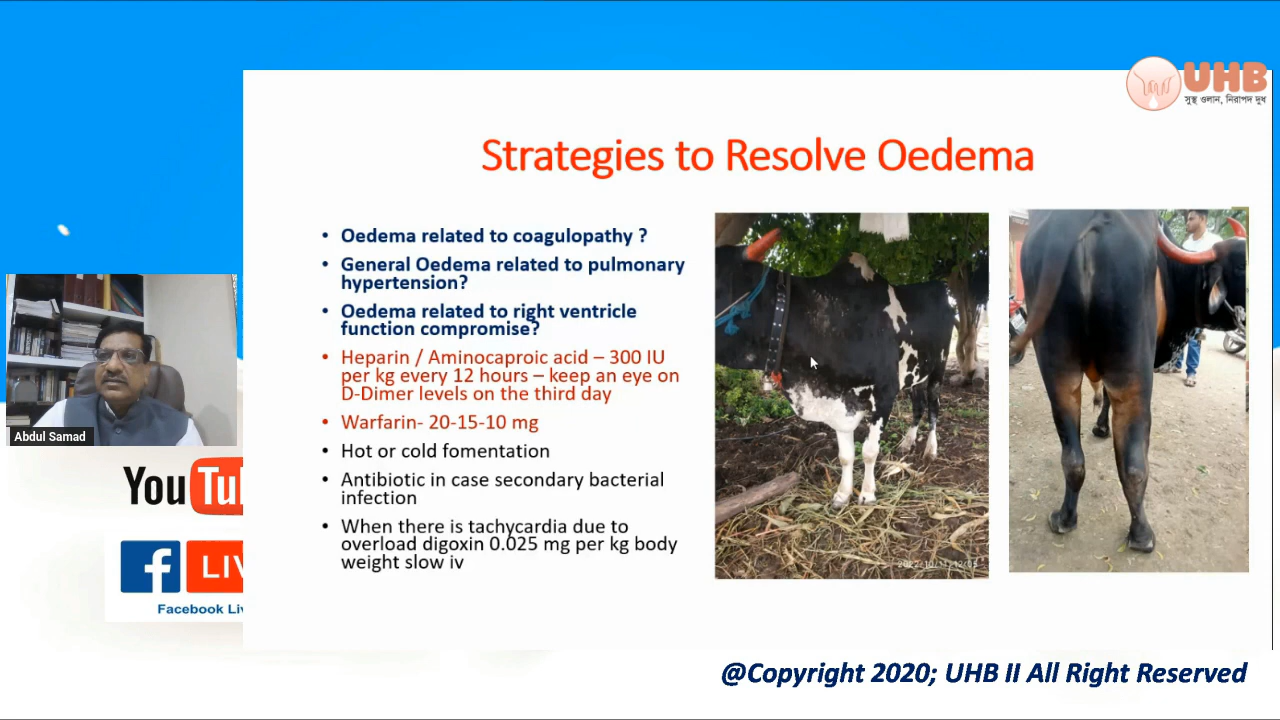 UHB
সুস্থ ওলান, নিরাপদ দুধ
Strategies to Resolve Oedema
• Oedema related to coagulopathy ?
• General Oedema related to pulmonary
hypertension?
• Oedema related to right ventricle
function compromise?
• Heparin / Aminocaproic acid – 300 IU
per kg every 12 hours – keep an eye on
D-Dimer levels on the third day
• Warfarin- 20-15-10 mg
• Hot or cold fomentation
• Antibiotic in case secondary bacterial
infection
• When there is tachycardia due to
overload digoxin 0.025 mg per kg body
weight slow iv
Abdul Samad
You Tu
f LIV
Facebook Liv
@Copyright 2020; UHB II All Right Reserved